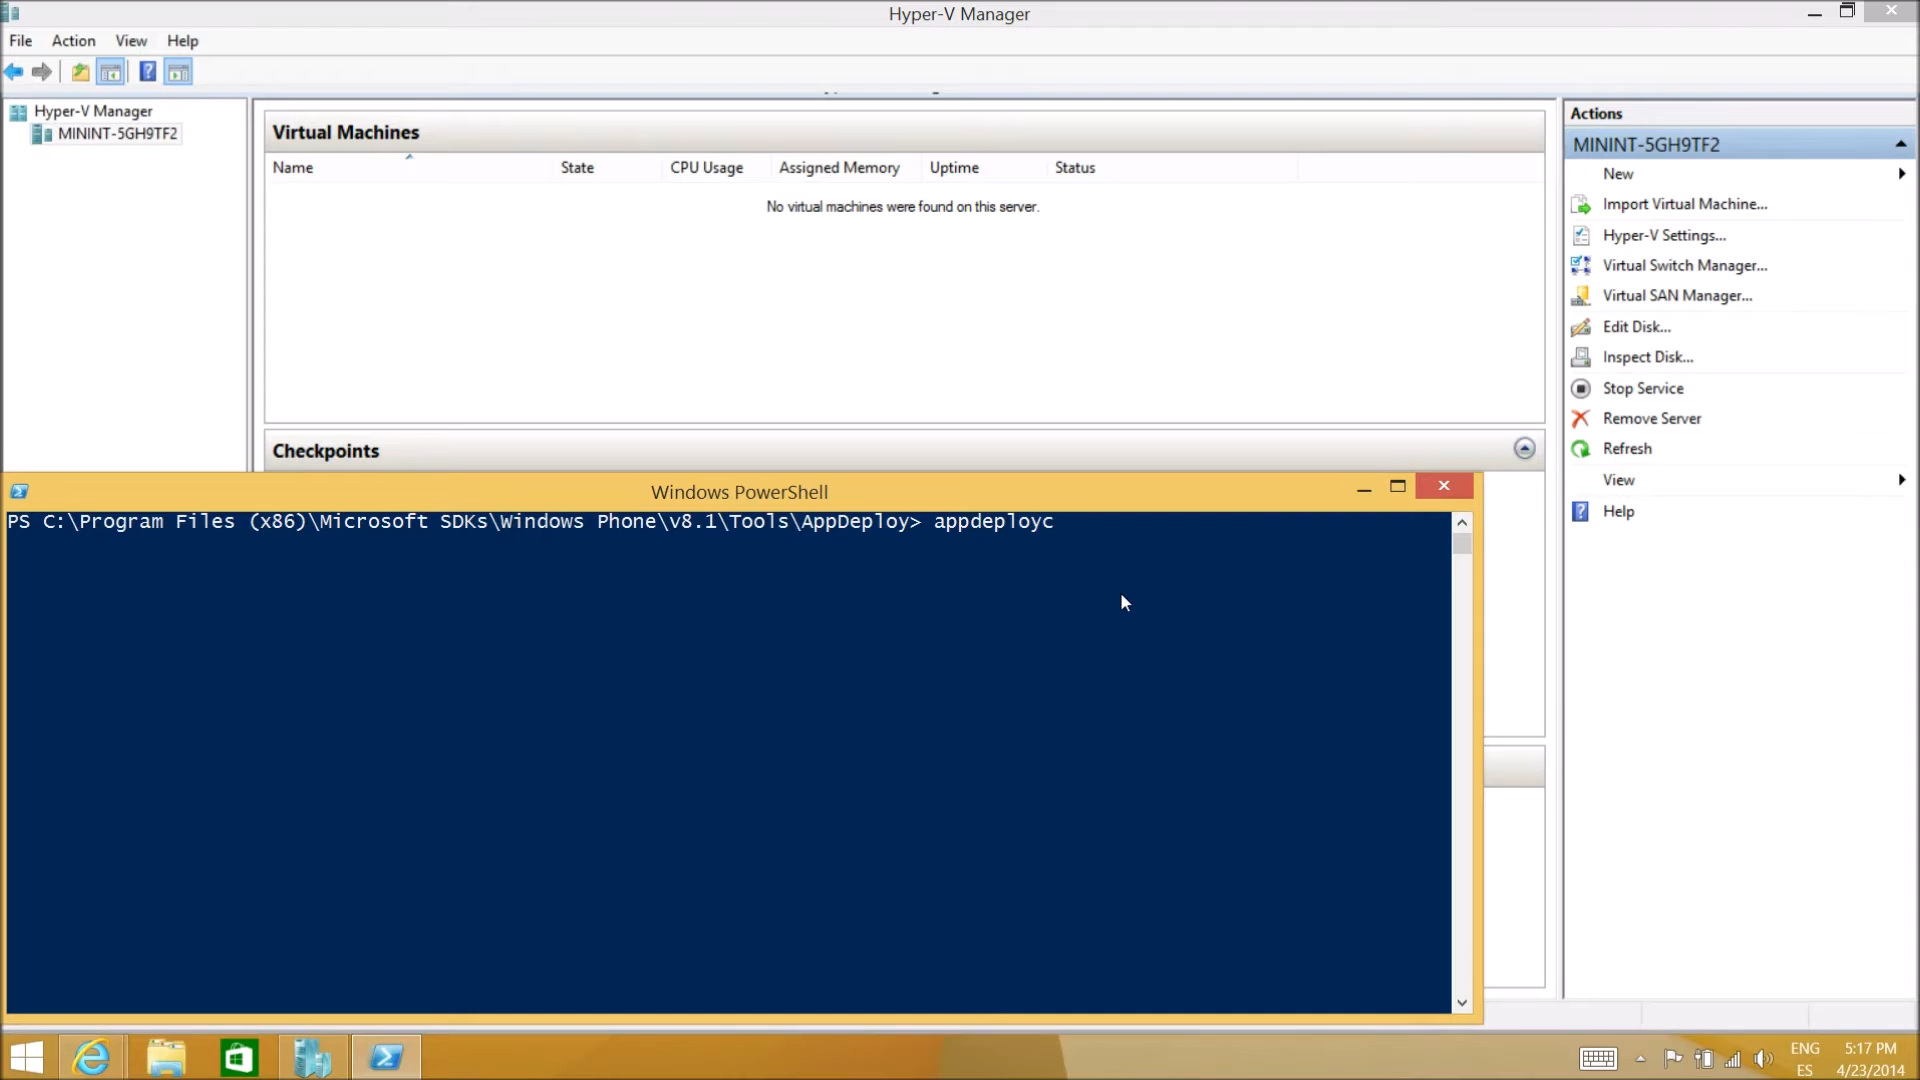 Hyper-V Manager
File Action View Help
Hyper-V Manager
MININT-5GH9TF2
Virtual Machines
Name State CPU Usage Assigned Memory Uptime Status
No virtual machines were found on this server.
Checkpoints
Actions
MININT-5GH9TF2
New
Import Virtual Machine...
Hyper-V Settings...
Virtual Switch Manager...
Virtual SAN Manager...
Edit Disk...
Inspect Disk...
Stop Service
Remove Server
Refresh
View
Help
Windows PowerShell
PS C:\Program Files (x86)\Microsoft SDKs\Windows Phone\v8.1\Tools\AppDeploy> appdeployc
ENG 5:17 PM
ES 4/23/2014